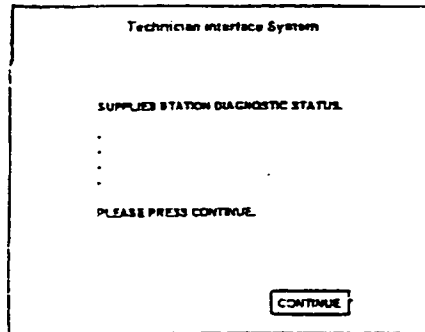 Technician Interface System
SUPPLIED STATION DIAGNOSTIC STATUS.
.
.
.
.
PLEASE PRESS CONTINUE.
CONTINUE